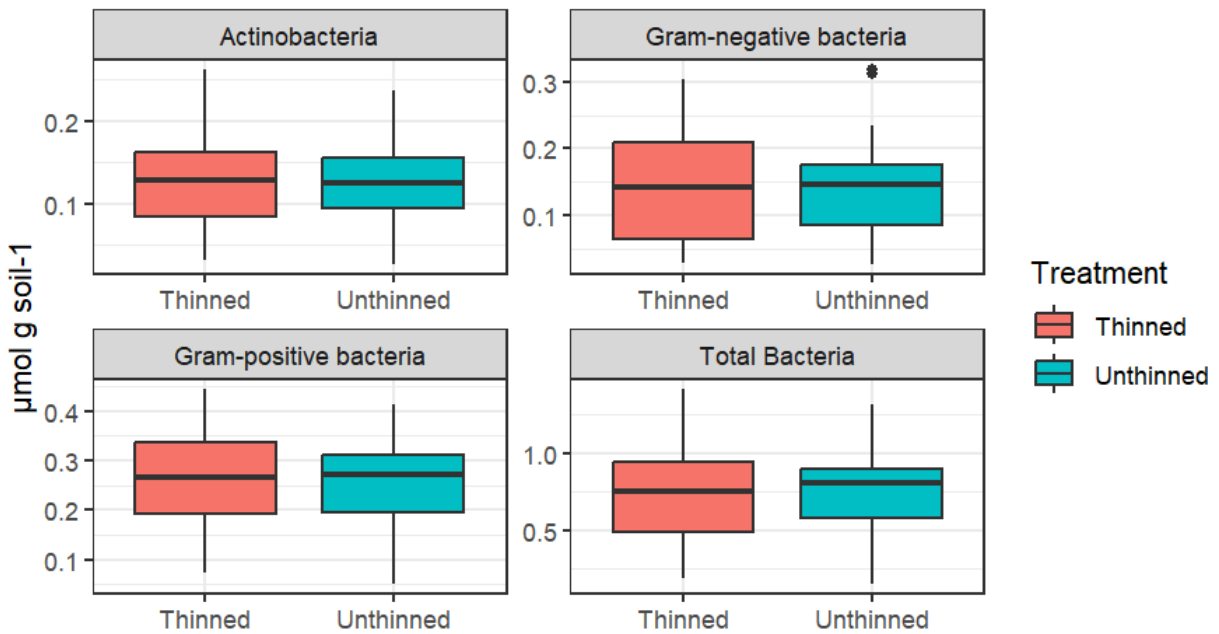 Actinobacteria
Gram-negative bacteria
0.2
0.1
0.3
0.2
0.1
Thinned
Unthinned
Thinned
Unthinned
µmol g soil-1
Gram-positive bacteria
Total Bacteria
0.4
0.3
0.2
0.1
1.0
0.5
Thinned
Unthinned
Thinned
Unthinned
Treatment
Thinned
Unthinned